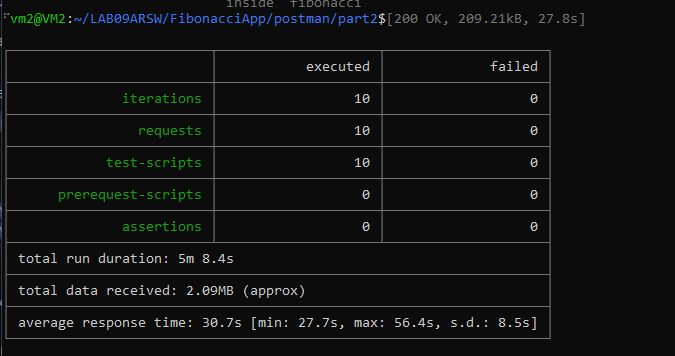 inside fibonacci
vm2@VM2:~/LAB09ARSW/FibonacciApp/postman/part2$[200 OK, 209.21kB, 27.8s]
executed failed
iterations 10 0
requests 10 0
test-scripts 10 0
prerequest-scripts 0 0
assertions 0 0
total run duration: 5m 8.4s
total data received: 2.09MB (approx)
average response time: 30.7s [min: 27.7s, max: 56.4s, s.d.: 8.5s]